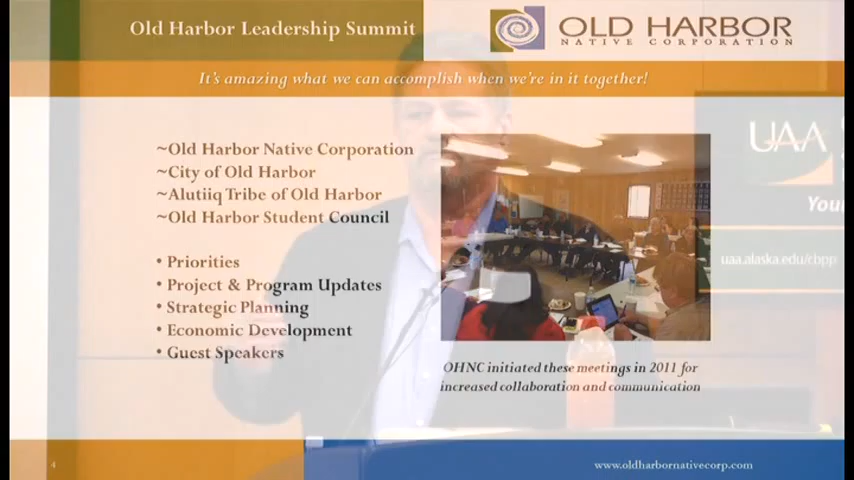 Old Harbor Leadership Summit
OLD HARBOR
NATIVE CORPORATION
It's amazing what we can accomplish when we're in it together!
~Old Harbor Native Corporation
~City of Old Harbor
~Alutiiq Tribe of Old Harbor
~Old Harbor Student Council
• Priorities
• Project & Program Updates
• Strategic Planning
• Economic Development
• Guest Speakers
OHNC initiated these meetings in 2011 for
increased collaboration and communication
UAA
You
uaa.alaska.edu/cbpp
4
www.oldharbornativecorp.com